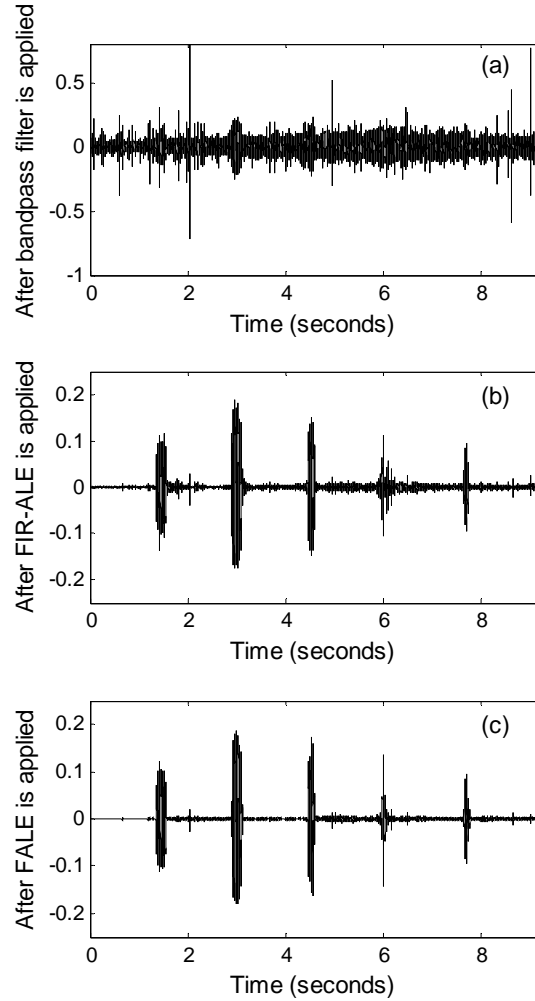 After bandpass filter is applied
(a)
0.5
0
-0.5
-1
0 2 4 6 8
Time (seconds)
After FIR-ALE is applied
(b)
0.2
0.1
0
-0.1
-0.2
0 2 4 6 8
Time (seconds)
After FALE is applied
(c)
0.2
0.1
0
-0.1
-0.2
0 2 4 6 8
Time (seconds)